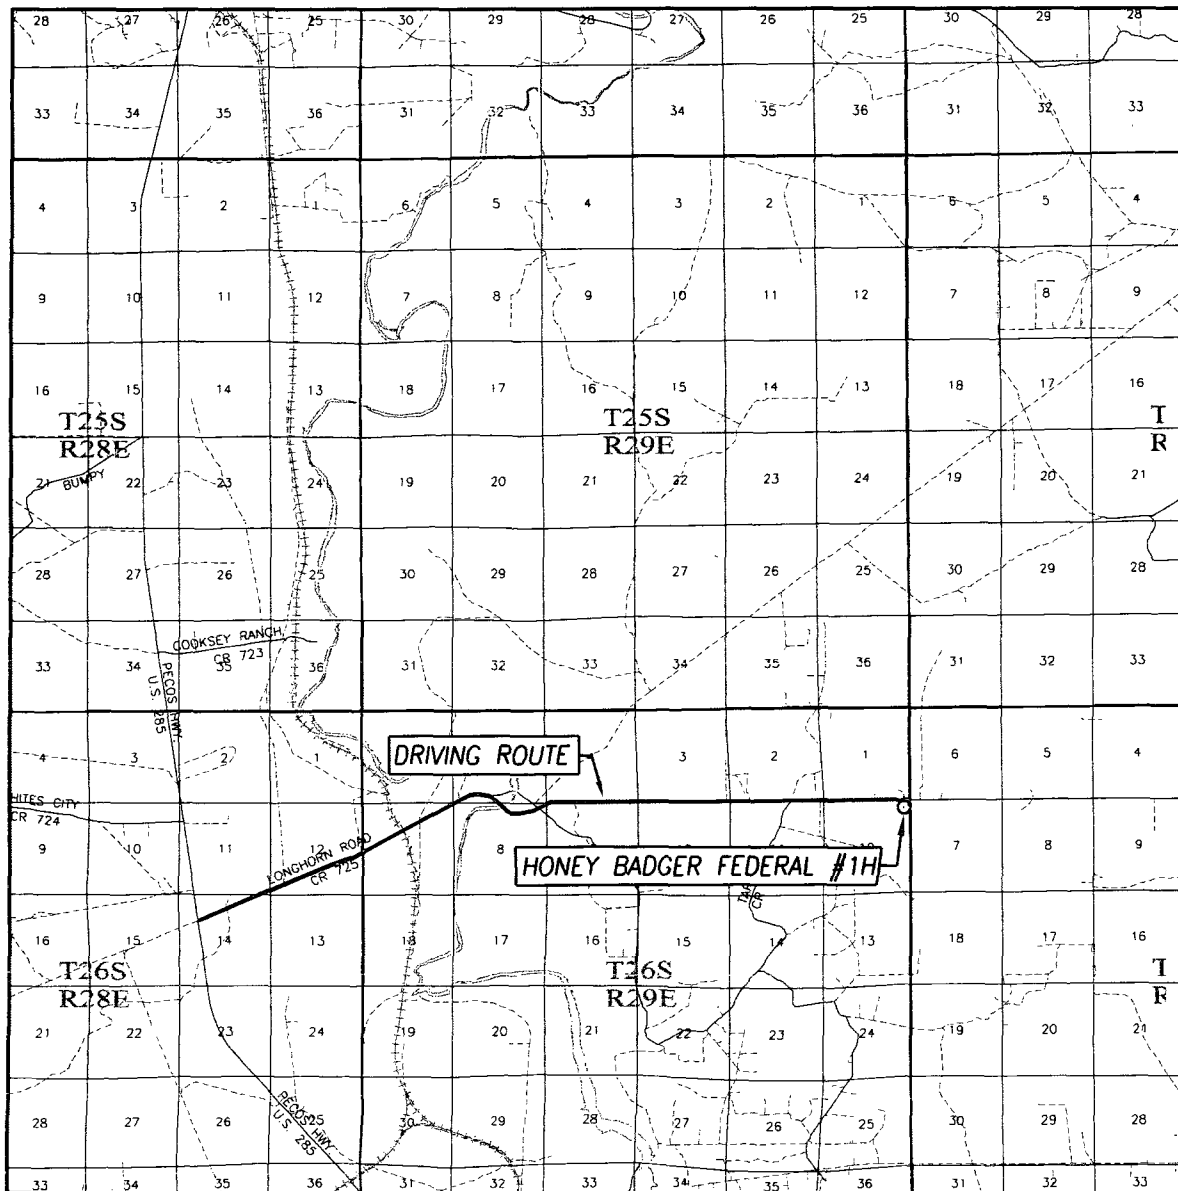 28 27 26 25 30 29 28 27 26 25 30 29 28
33 34 35 36 31 32 33 34 35 36 31 32 33
4 3 2 1 6 5 4 3 2 1 6 5 4
9 10 11 12 7 8 9 10 11 12 7 8 9
16 15 14 13 18 17 16 15 14 13 18 17 16
T25S T25S T
R28E R29E R
21 22 23 24 19 20 21 22 23 24 19 20 21
BUMPY
28 27 26 25 30 29 28 27 26 25 30 29 28
COOKSEY RANCH
CR 723
33 34 35 36 31 32 33 34 35 36 31 32 33
PECOS HWY.
U.S. 285
4 3 2 1 3 2 1 6 5 4
DRIVING ROUTE
HITES CITY
CR 724
9 10 11 12 8 7 8 9
LONGHORN ROAD
CR 725
HONEY BADGER FEDERAL #1H
CR
16 15 14 13 18 17 16 15 14 13 18 17 16
T26S T26S T
R28E R29E R
21 22 23 24 19 20 21 22 23 24 19 20 21
PECOS HWY
U.S. 285
28 27 26 25 30 29 28 27 26 25 30 29 28
33 34 35 36 31 32 33 34 35 36 31 32 33